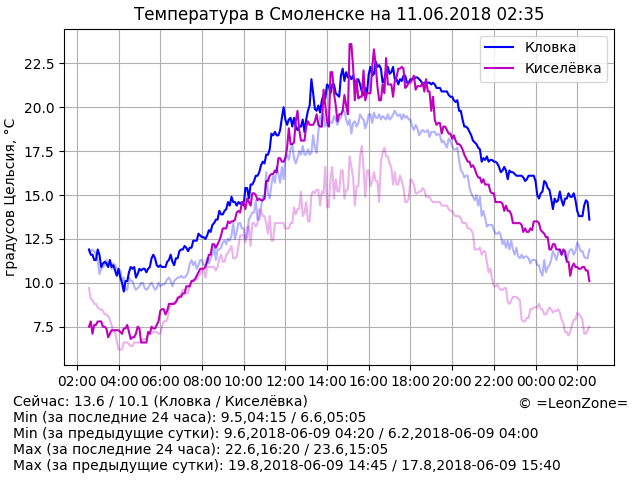 Температура в Смоленске на 11.06.2018 02:35
Кловка
Киселёвка
градусов Цельсия, °C
22.5
20.0
17.5
15.0
12.5
10.0
7.5
02:00 04:00 06:00 08:00 10:00 12:00 14:00 16:00 18:00 20:00 22:00 00:00 02:00
Сейчас: 13.6 / 10.1 (Кловка / Киселёвка)
© =LeonZone=
Min (за последние 24 часа): 9.5,04:15 / 6.6,05:05
Min (за предыдущие сутки): 9.6,2018-06-09 04:20 / 6.2,2018-06-09 04:00
Max (за последние 24 часа): 22.6,16:20 / 23.6,15:05
Max (за предыдущие сутки): 19.8,2018-06-09 14:45 / 17.8,2018-06-09 15:40